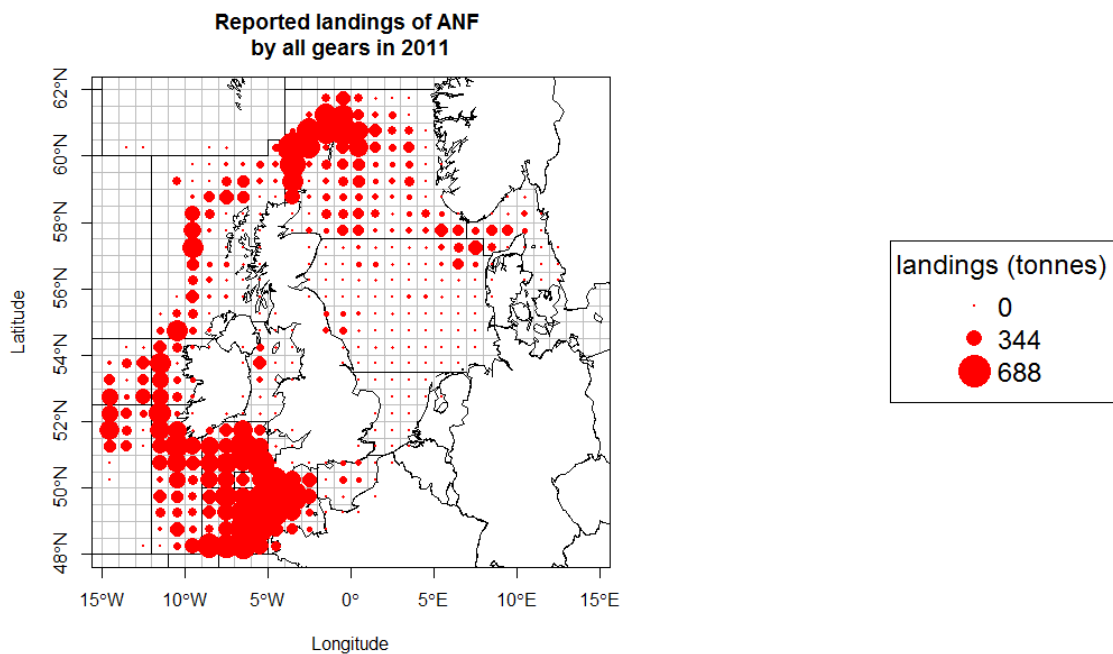 Reported landings of ANF
by all gears in 2011
62°N
60°N
58°N
56°N
54°N
52°N
50°N
48°N
Latitude
15°W
10°W
5°W
0°
5°E
10°E
15°E
Longitude
landings (tonnes)
0
344
688